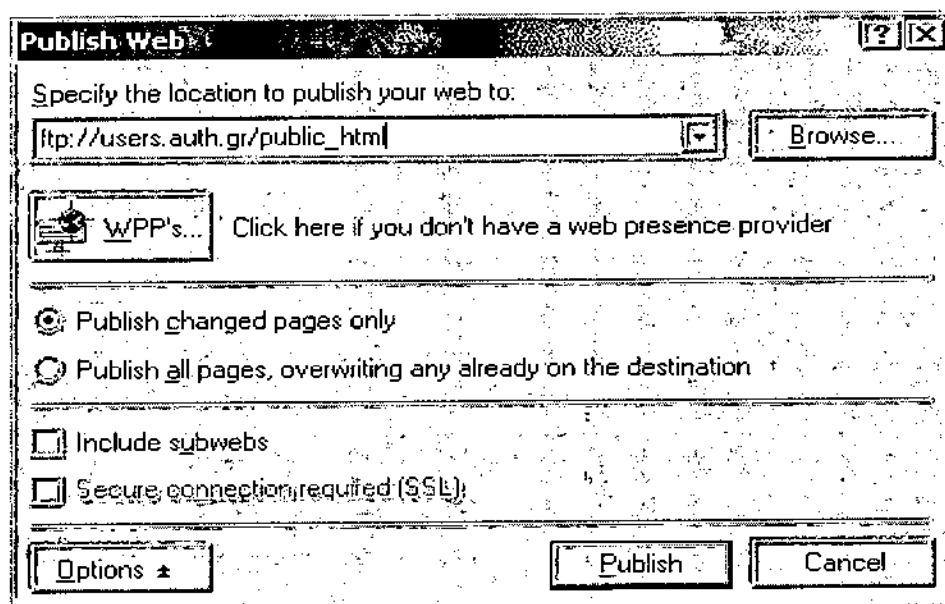 Publish Web
Specify the location to publish your web to:
ftp://users.auth.gr/public_html
Browse...
WPP's...
Click here if you don't have a web presence provider
Publish changed pages only
Publish all pages, overwriting any already on the destination
Include subwebs
Secure connection required (SSL)
Options
Publish
Cancel